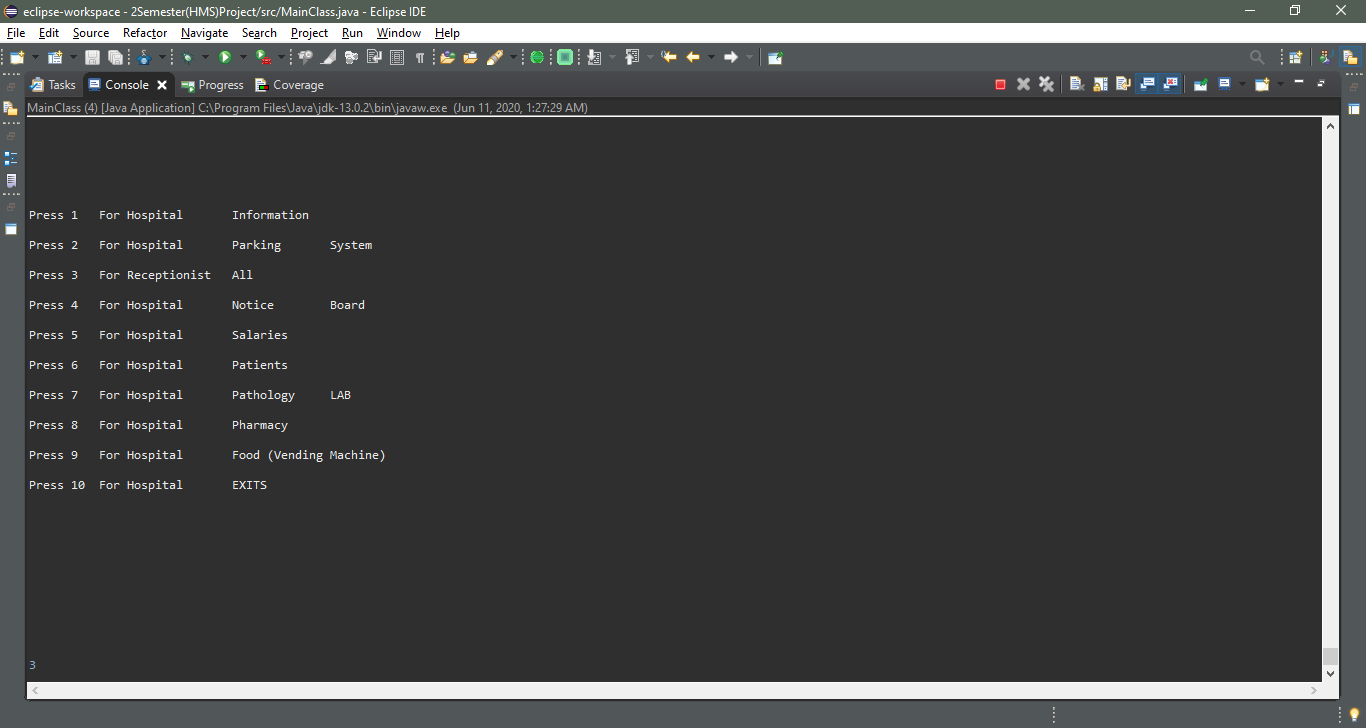 eclipse-workspace - 2Semester(HMS)Project/src/MainClass.java - Eclipse IDE
File Edit Source Refactor Navigate Search Project Run Window Help
Tasks Console Progress Coverage
MainClass (4) [Java Application] C:\Program Files\Java\jdk-13.0.2\bin\javaw.exe (Jun 11, 2020, 1:27:29 AM)
Press 1 For Hospital Information
Press 2 For Hospital Parking System
Press 3 For Receptionist All
Press 4 For Hospital Notice Board
Press 5 For Hospital Salaries
Press 6 For Hospital Patients
Press 7 For Hospital Pathology LAB
Press 8 For Hospital Pharmacy
Press 9 For Hospital Food (Vending Machine)
Press 10 For Hospital EXITS
3